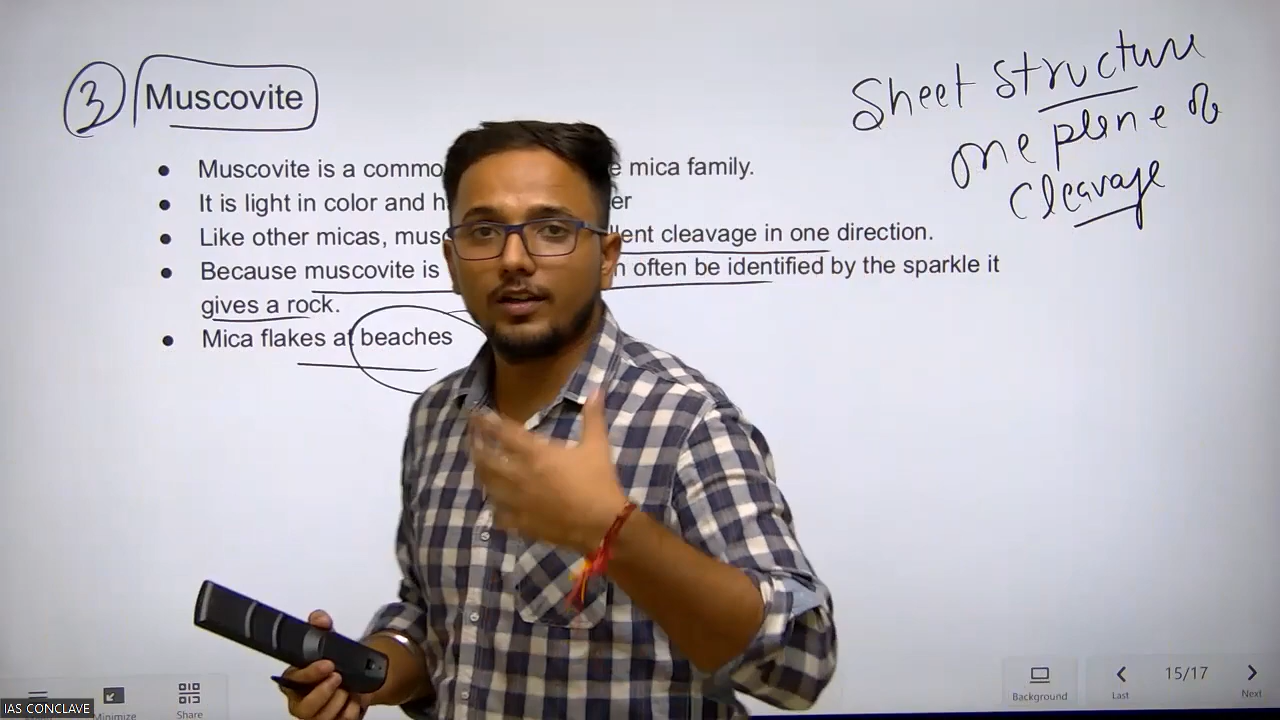 3 Muscovite
Sheet structure
one plane of
cleavage
Muscovite is a commo e mica family.
It is light in color and h er
Like other micas, musc lent cleavage in one direction.
Because muscovite is n often be identified by the sparkle it
gives a rock.
Mica flakes at beaches
Background
Last
15/17
Next
IAS CONCLAVE
Minimize
Share